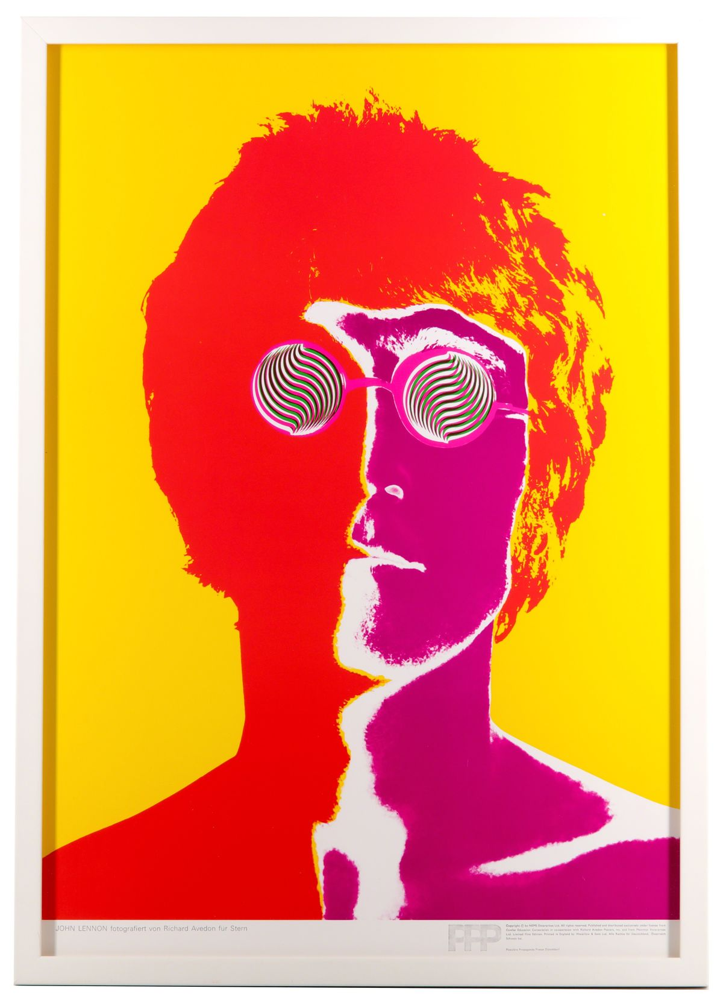 JOHN LENNON fotografiert von Richard Avedon für Stern
PPP
Copyright © by NEMS Enterprises Ltd. All rights reserved. Published and distributed exclusively under license from
Cowles Education Corporation in co-operation with Richard Avedon Posters, Inc. and from Maximus Enterprises
Ltd. Limited First Edition. Printed in England by Waterlow & Sons Ltd. Alle Rechte für Deutschland, Österreich
Schweiz bei.
Propaganda Presse Düsseldorf